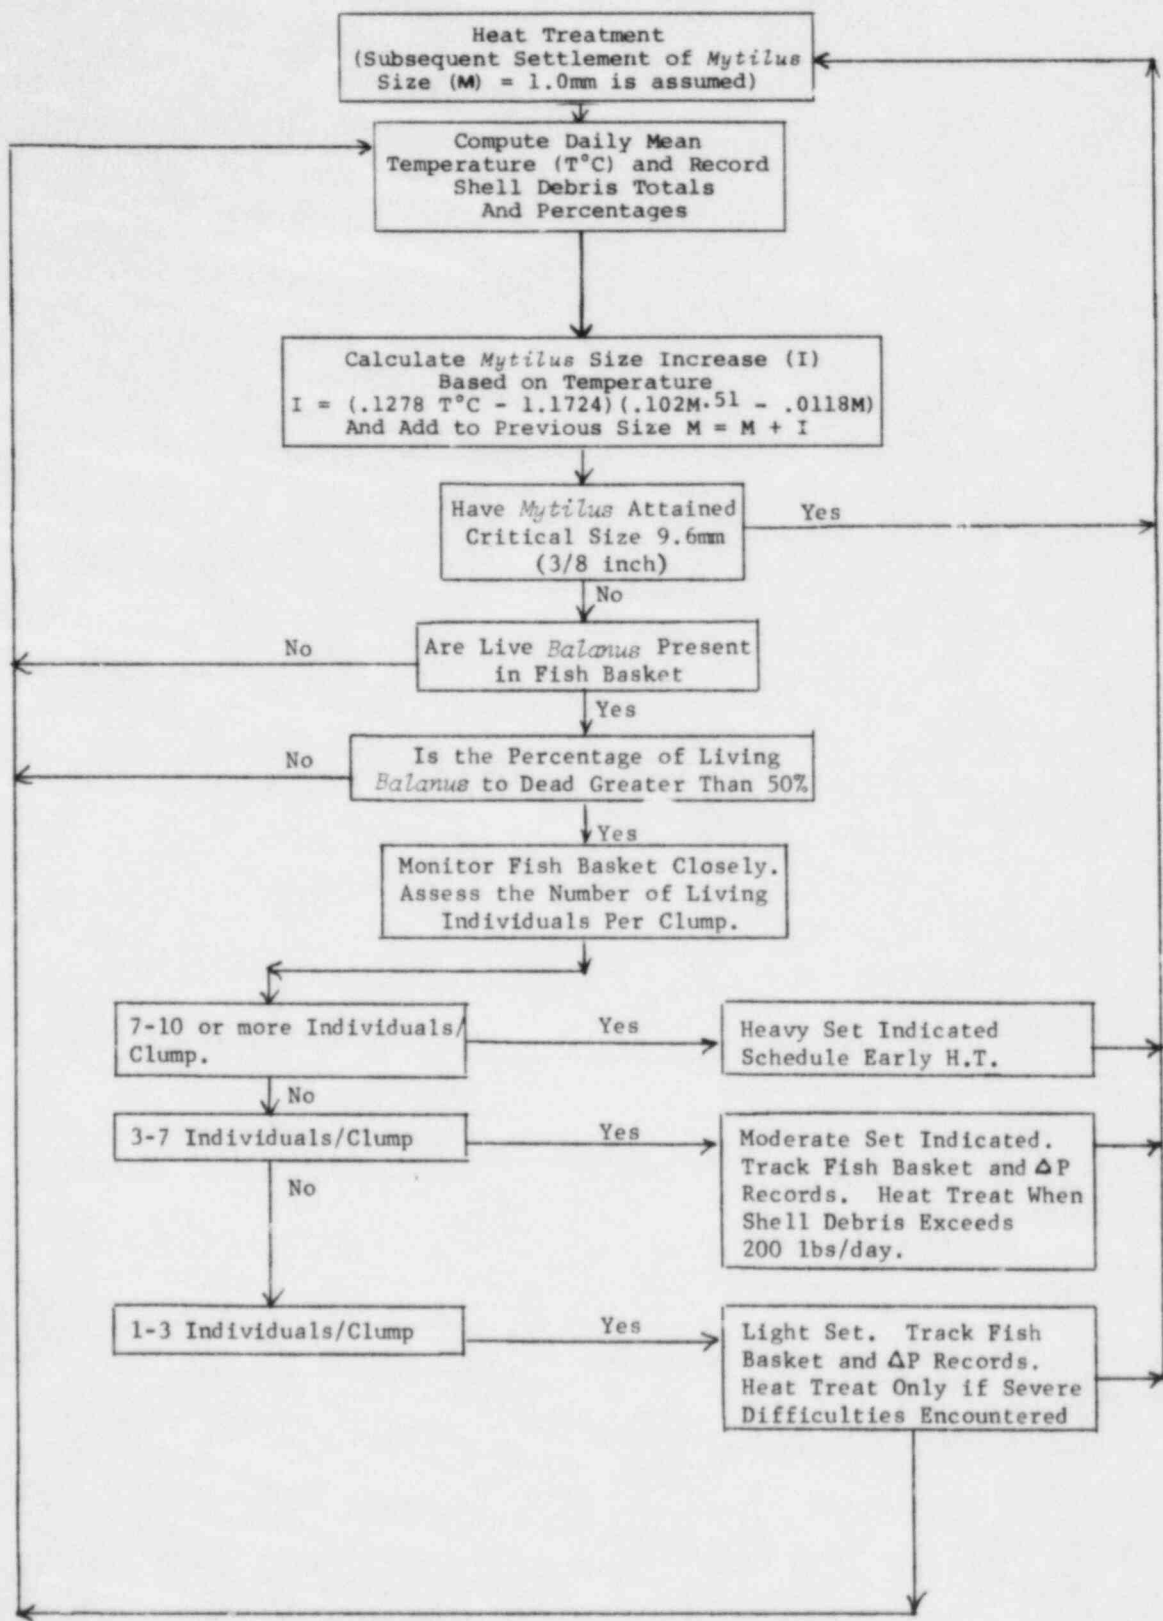 Heat Treatment
(Subsequent Settlement of Mytilus
Size (M) = 1.0mm is assumed)
Compute Daily Mean
Temperature (T°C) and Record
Shell Debris Totals
And Percentages
Calculate Mytilus Size Increase (I)
Based on Temperature
I = (.1278 T°C - 1.1724)(.102M.51 - .0118M)
And Add to Previous Size M = M + I
Have Mytilus Attained
Critical Size 9.6mm
(3/8 inch)
Yes
No
Are Live Balanus Present
in Fish Basket
No
Yes
Is the Percentage of Living
Balanus to Dead Greater Than 50%
No
Yes
Monitor Fish Basket Closely.
Assess the Number of Living
Individuals Per Clump.
7-10 or more Individuals/
Clump.
Yes
Heavy Set Indicated
Schedule Early H.T.
No
3-7 Individuals/Clump
Yes
Moderate Set Indicated.
Track Fish Basket and ΔP
Records. Heat Treat When
Shell Debris Exceeds
200 lbs/day.
No
1-3 Individuals/Clump
Yes
Light Set. Track Fish
Basket and ΔP Records.
Heat Treat Only if Severe
Difficulties Encountered